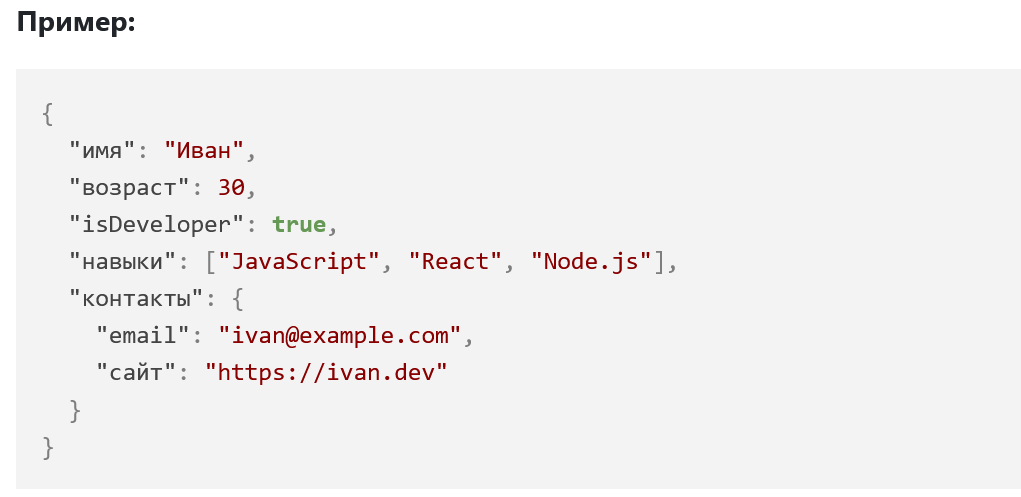 Пример:
{
  "имя": "Иван",
  "возраст": 30,
  "isDeveloper": true,
  "навыки": ["JavaScript", "React", "Node.js"],
  "контакты": {
    "email": "ivan@example.com",
    "сайт": "https://ivan.dev"
  }
}